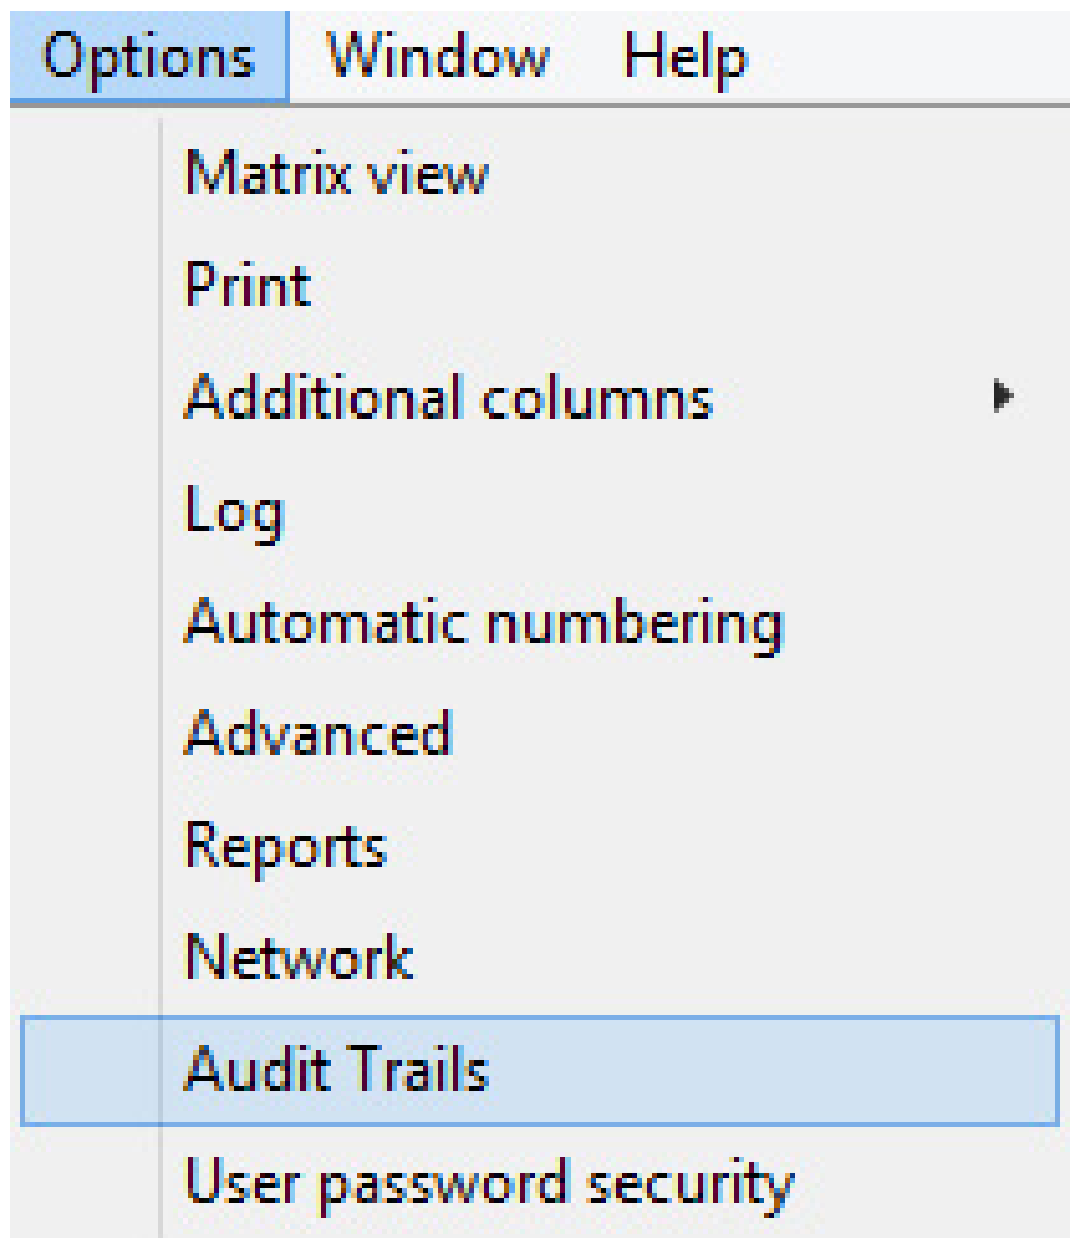 Options Window Help
Matrix view
Print
Additional columns
Log
Automatic numbering
Advanced
Reports
Network
Audit Trails
User password security